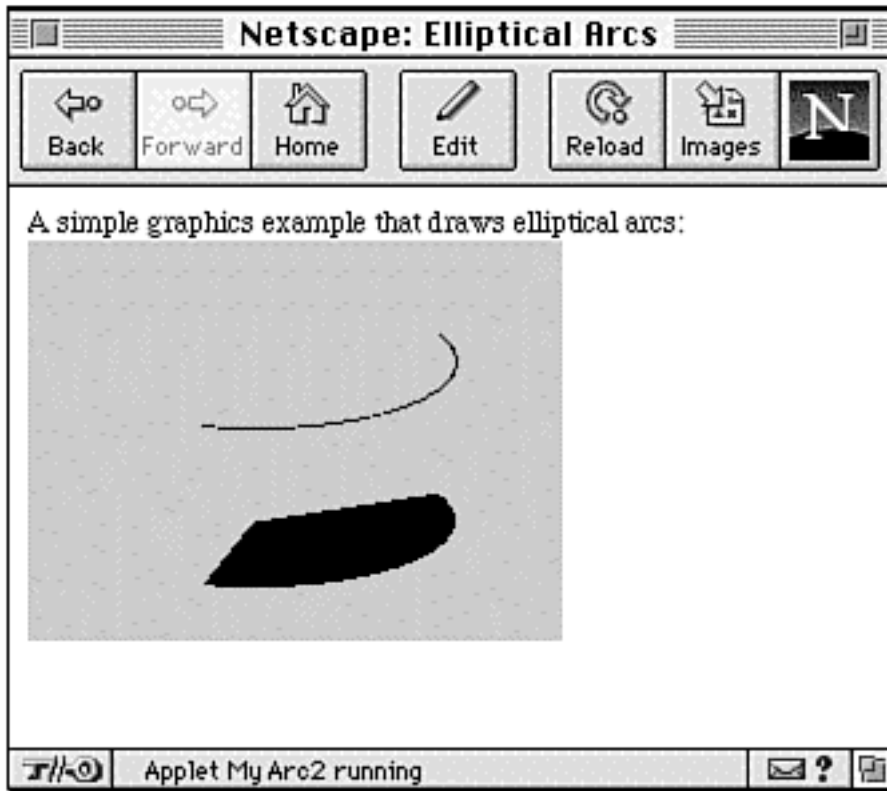 Netscape: Elliptical Arcs
Back Forward Home Edit Reload Images N
A simple graphics example that draws elliptical arcs:
Applet My Arc2 running ?